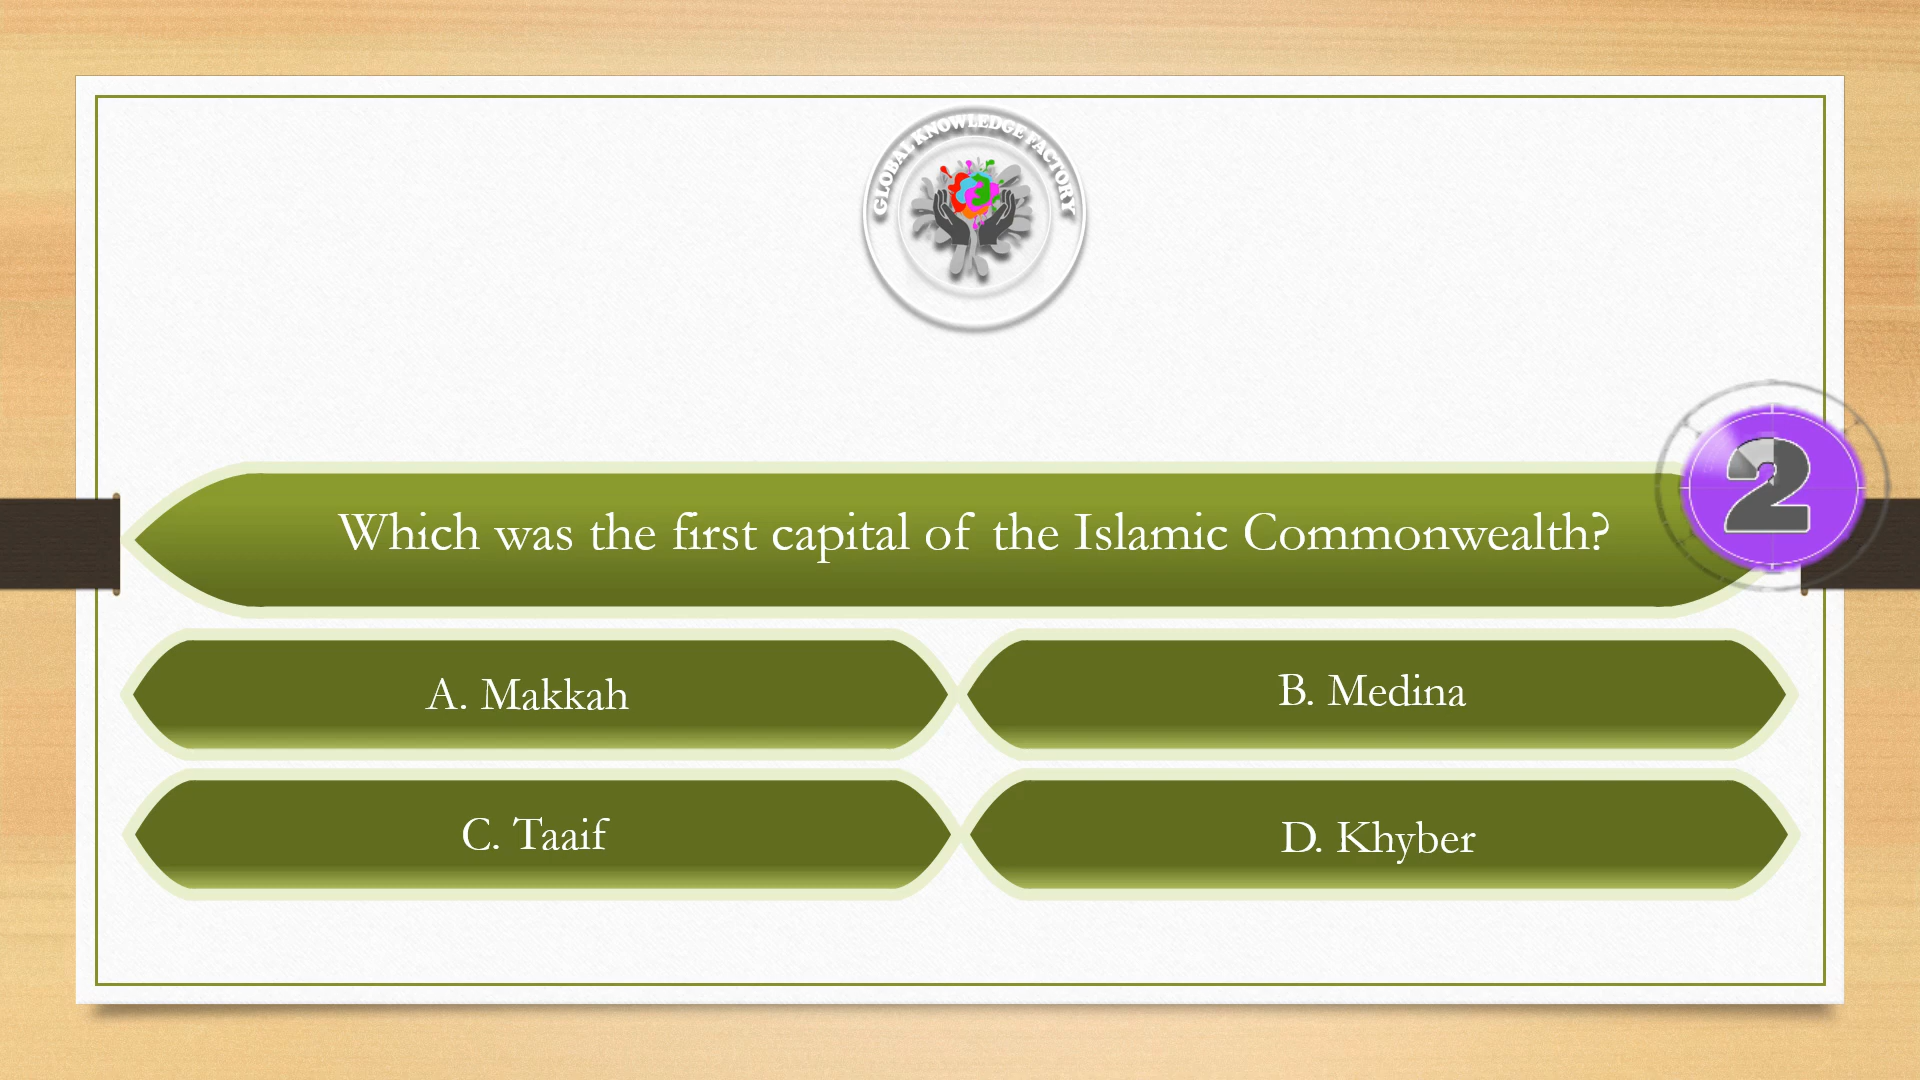 GLOBAL KNOWLEDGE FACTORY
Which was the first capital of the Islamic Commonwealth?
2
A. Makkah
B. Medina
C. Taaif
D. Khyber